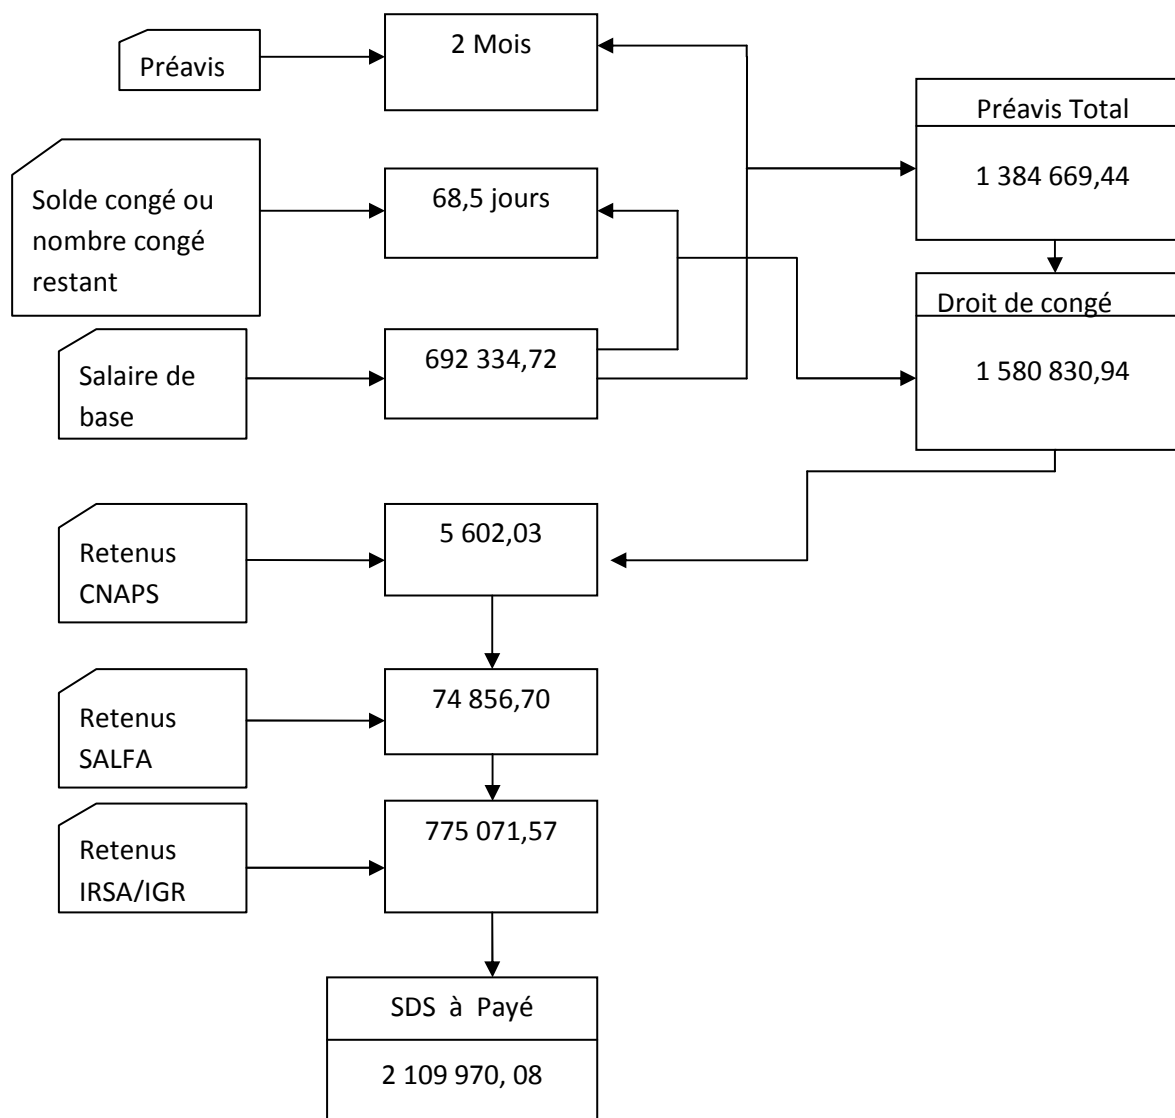 Préavis
2 Mois
Préavis Total
1 384 669,44
Solde congé ou
nombre congé
restant
68,5 jours
Droit de congé
1 580 830,94
Salaire de
base
692 334,72
Retenus
CNAPS
5 602,03
Retenus
SALFA
74 856,70
Retenus
IRSA/IGR
775 071,57
SDS à Payé
2 109 970, 08